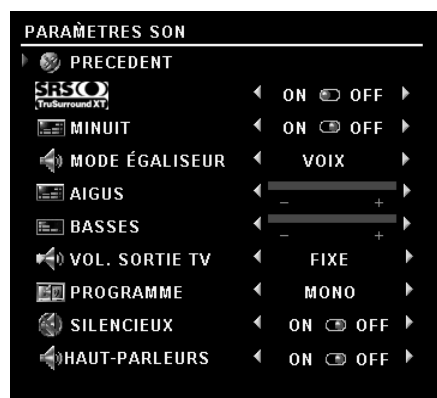 PARAMÈTRES SON
PRECEDENT
SRS TruSurround XT ON OFF
MINUIT ON OFF
MODE ÉGALISEUR VOIX
AIGUS - +
BASSES - +
VOL. SORTIE TV FIXE
PROGRAMME MONO
SILENCIEUX ON OFF
HAUT-PARLEURS ON OFF